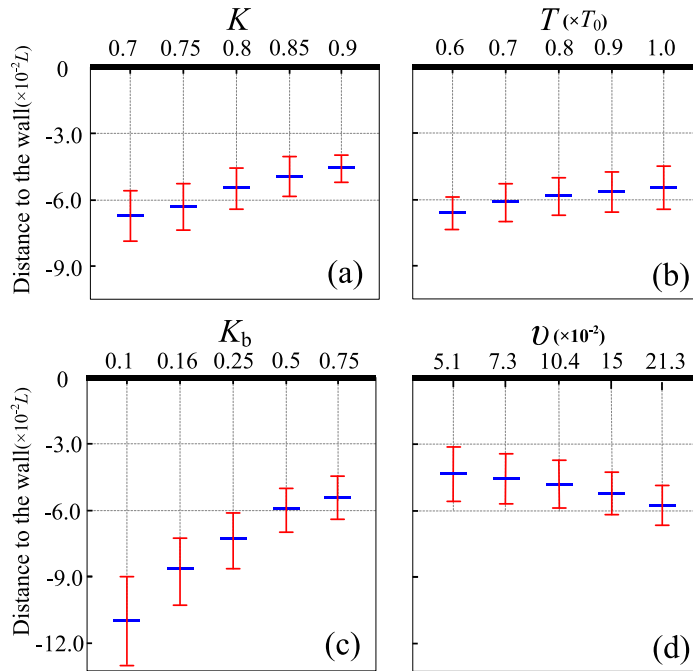 K
T (×T₀)
0.7 0.75 0.8 0.85 0.9
0.6 0.7 0.8 0.9 1.0
0
-3.0
-6.0
-9.0
Distance to the wall(×10⁻²L)
(a)
(b)
K_b
υ (×10⁻²)
0.1 0.16 0.25 0.5 0.75
5.1 7.3 10.4 15 21.3
0
-3.0
-6.0
-9.0
-12.0
Distance to the wall(×10⁻²L)
(c)
(d)